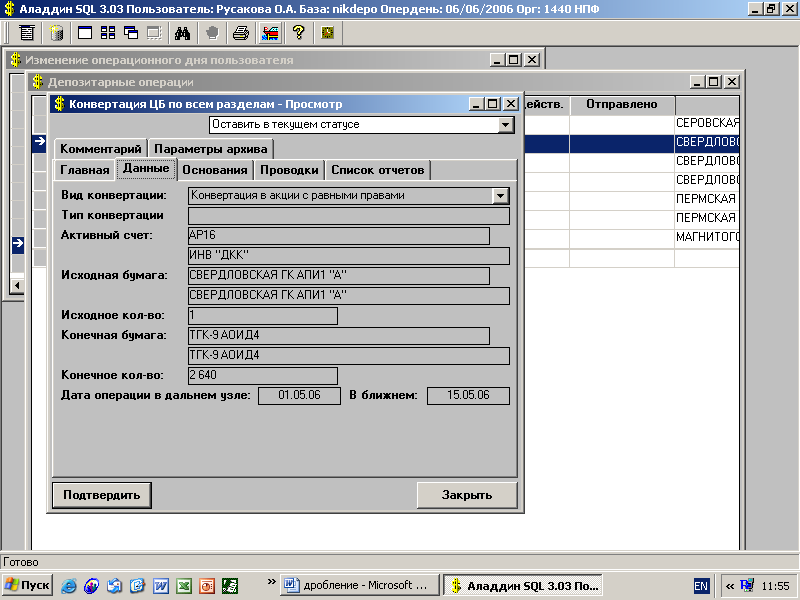 Аладдин SQL 3.03 Пользователь: Русакова О.А. База: nikdepo Опердень: 06/06/2006 Орг: 1440 НПФ
Изменение операционного дня пользователя
Депозитарные операции
Конвертация ЦБ по всем разделам - Просмотр
Оставить в текущем статусе
Комментарий Параметры архива
Главная Данные Основания Проводки Список отчетов
Вид конвертации: Конвертация в акции с равными правами
Тип конвертации
Активный счет: АР16
ИНВ "ДКК"
Исходная бумага: СВЕРДЛОВСКАЯ ГК АПИ1 "А"
СВЕРДЛОВСКАЯ ГК АПИ1 "А"
Исходное кол-во: 1
Конечная бумага: ТГК-9 АОИД4
ТГК-9 АОИД4
Конечное кол-во: 2 640
Дата операции в дальнем узле: 01.05.06 В ближнем: 15.05.06
Подтвердить Закрыть
действ. Отправлено
СЕРОВСКАЯ
СВЕРДЛОВС
СВЕРДЛОВС
СВЕРДЛОВС
ПЕРМСКАЯ
ПЕРМСКАЯ
МАГНИТОГО
Готово
Пуск » дробление - Microsoft ... Аладдин SQL 3.03 По... EN « 11:55